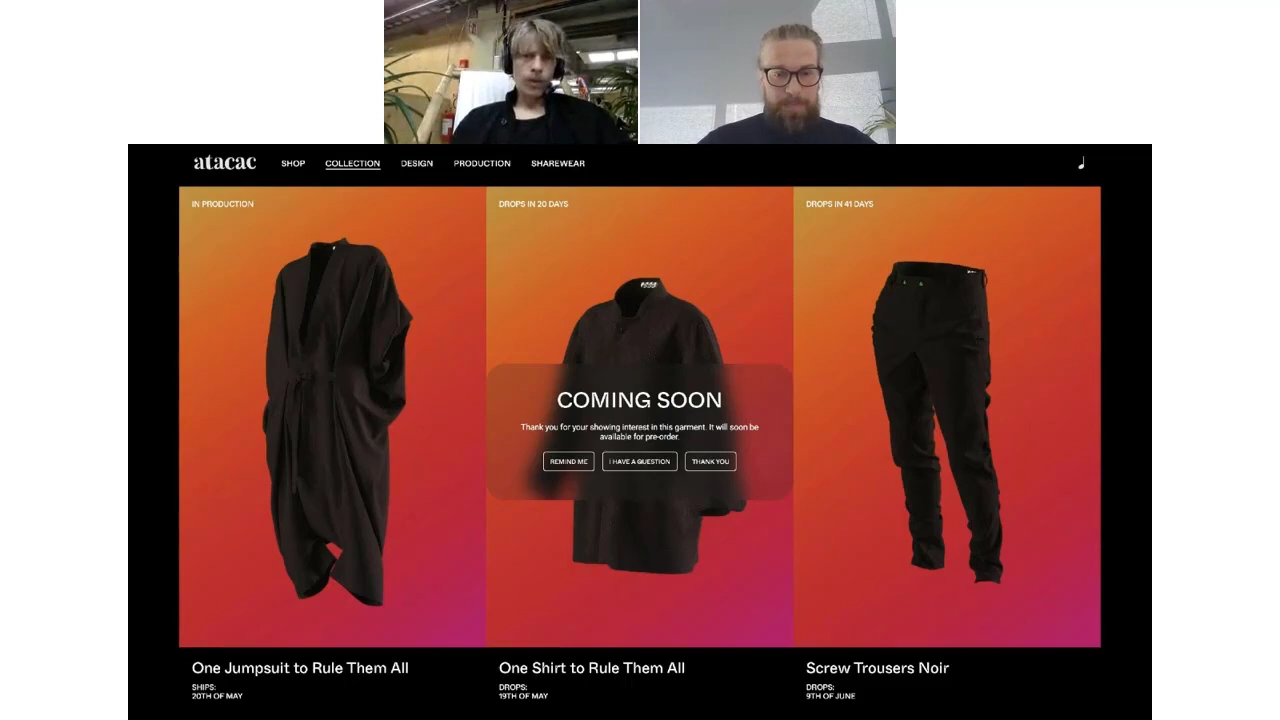 atacac
SHOP
COLLECTION
DESIGN
PRODUCTION
SHAREWEAR
IN PRODUCTION
DROPS IN 20 DAYS
DROPS IN 41 DAYS
COMING SOON
Thank you for your showing interest in this garment. It will soon be
available for pre-order.
REMIND ME
I HAVE A QUESTION
THANK YOU
One Jumpsuit to Rule Them All
SHIPS:
20TH OF MAY
One Shirt to Rule Them All
DROPS:
19TH OF MAY
Screw Trousers Noir
DROPS:
9TH OF JUNE